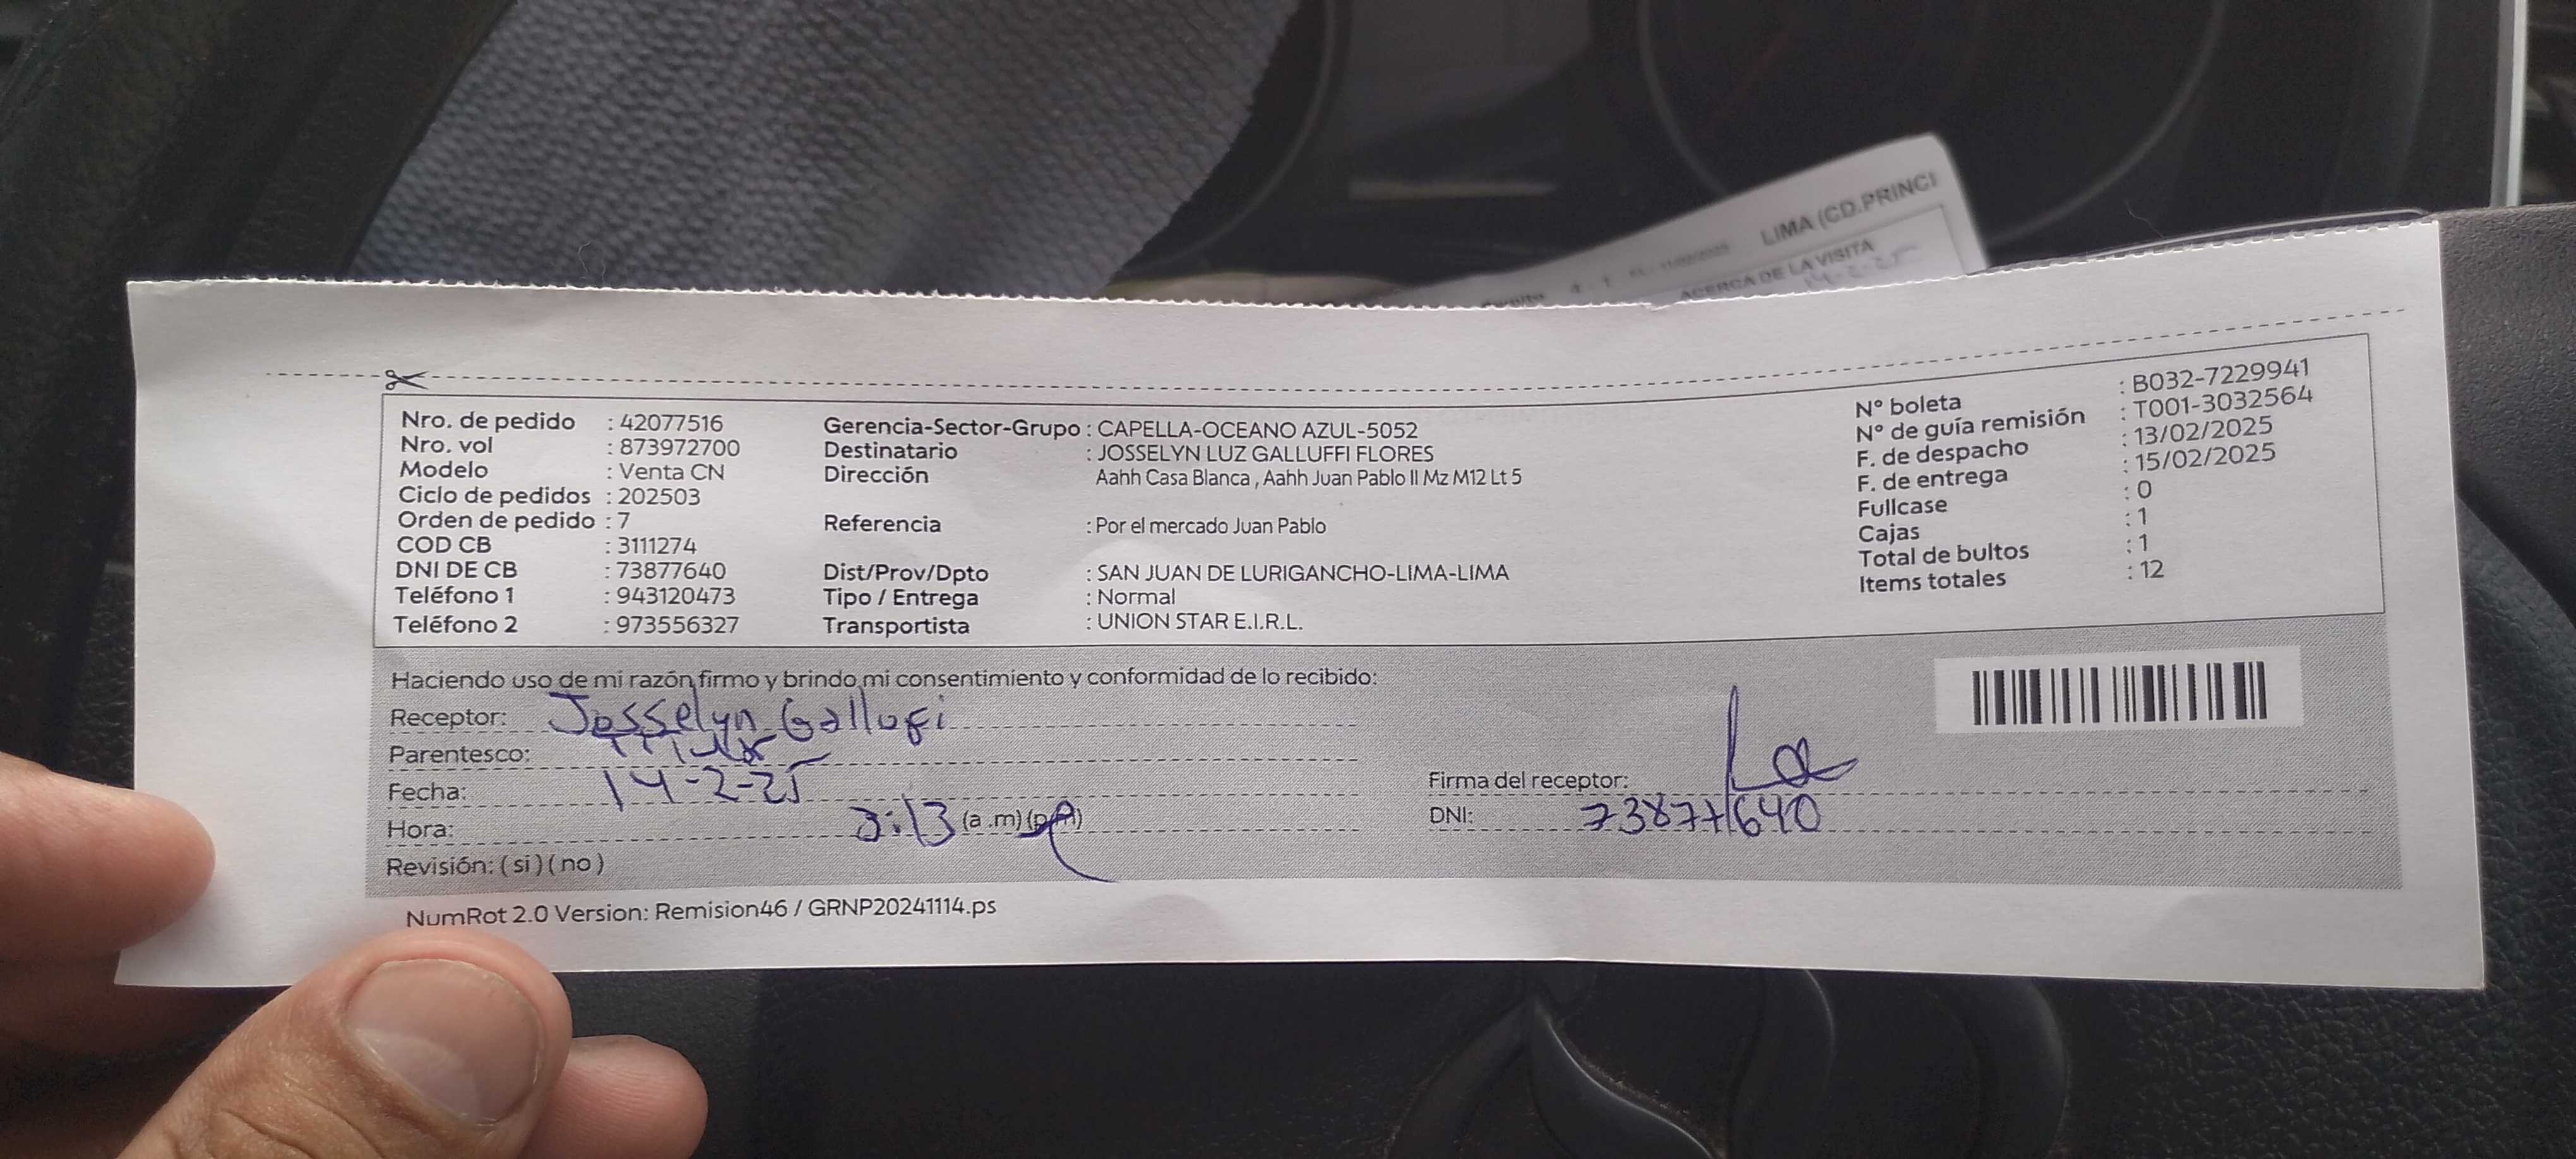 LIMA (CD.PRINCI
ACERCA DE LA VISITA
14-2-25
Nro. de pedido : 42077516
Nro. vol : 873972700
Modelo : Venta CN
Ciclo de pedidos : 202503
Orden de pedido : 7
COD CB : 3111274
DNI DE CB : 73877640
Teléfono 1 : 943120473
Teléfono 2 : 973556327
Gerencia-Sector-Grupo : CAPELLA-OCEANO AZUL-5052
Destinatario : JOSSELYN LUZ GALLUFFI FLORES
Dirección Aahh Casa Blanca , Aahh Juan Pablo II Mz M12 Lt 5
Referencia : Por el mercado Juan Pablo
Dist/Prov/Dpto : SAN JUAN DE LURIGANCHO-LIMA-LIMA
Tipo / Entrega : Normal
Transportista : UNION STAR E.I.R.L.
N° boleta : B032-7229941
N° de guía remisión : T001-3032564
F. de despacho : 13/02/2025
F. de entrega : 15/02/2025
Fullcase : 0
Cajas : 1
Total de bultos : 1
Items totales : 12
Haciendo uso de mi razón firmo y brindo mi consentimiento y conformidad de lo recibido:
Receptor: Josselyn Gallufi
Parentesco: Titular
Fecha: 14-2-25
Hora: 3:13 (a .m) (p.m)
Revisión: ( si ) ( no )
Firma del receptor:
DNI: 73877640
NumRot 2.0 Version: Remision46 / GRNP20241114.ps